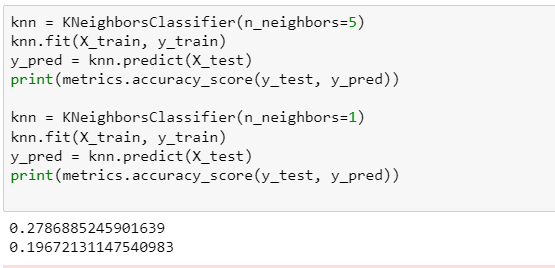 knn = KNeighborsClassifier(n_neighbors=5)
knn.fit(X_train, y_train)
y_pred = knn.predict(X_test)
print(metrics.accuracy_score(y_test, y_pred))
knn = KNeighborsClassifier(n_neighbors=1)
knn.fit(X_train, y_train)
y_pred = knn.predict(X_test)
print(metrics.accuracy_score(y_test, y_pred))
0.2786885245901639
0.19672131147540983